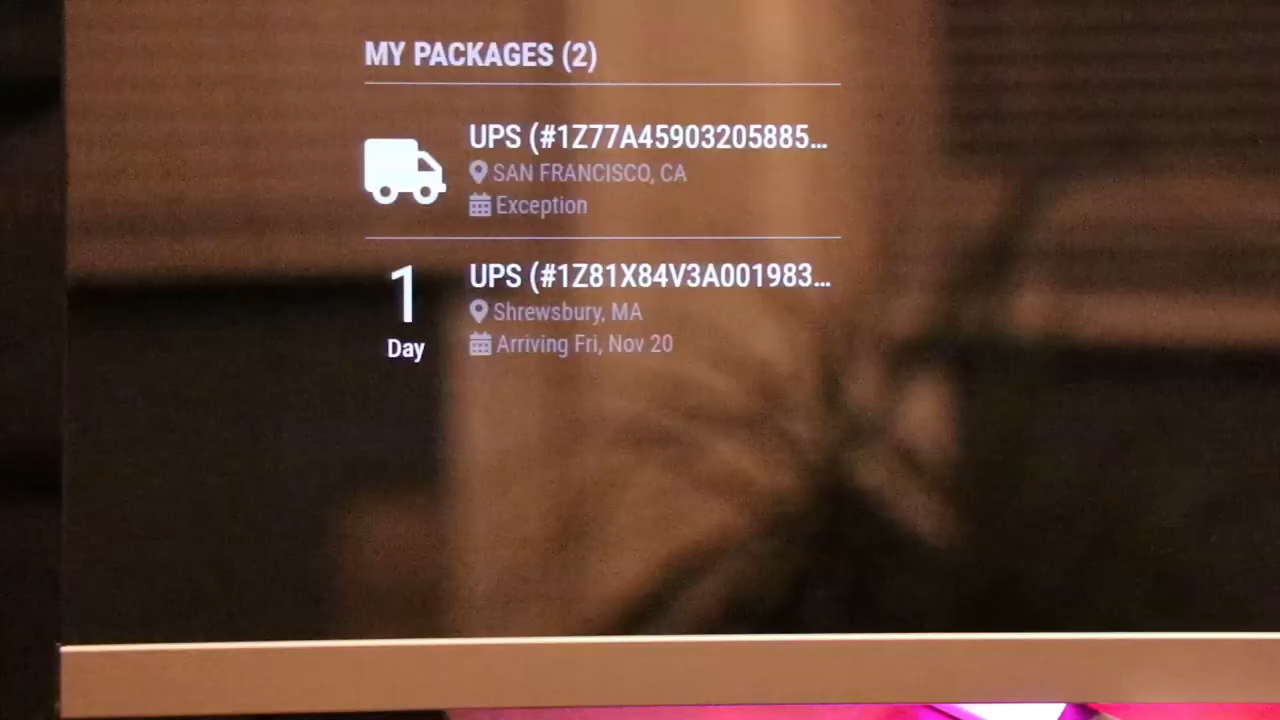 MY PACKAGES (2)
UPS (#1Z77A45903205885…
SAN FRANCISCO, CA
Exception
1
Day
UPS (#1Z81X84V3A001983…
Shrewsbury, MA
Arriving Fri, Nov 20